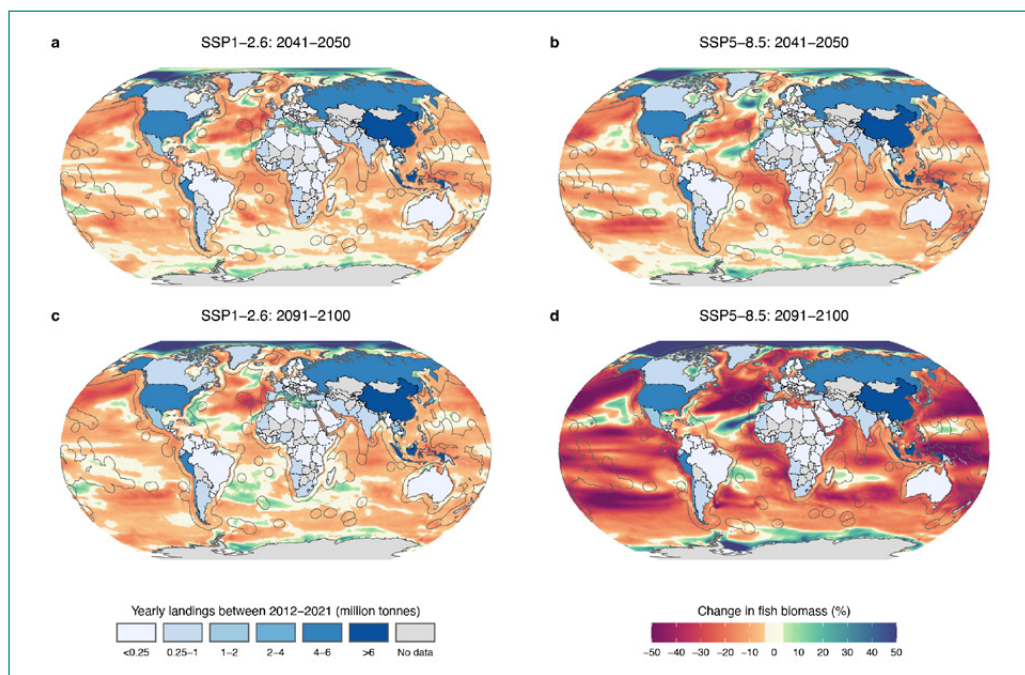 a SSP1–2.6: 2041–2050
b SSP5–8.5: 2041–2050
c SSP1–2.6: 2091–2100
d SSP5–8.5: 2091–2100
Yearly landings between 2012–2021 (million tonnes)
<0.25 0.25–1 1–2 2–4 4–6 >6 No data
Change in fish biomass (%)
−50 −40 −30 −20 −10 0 10 20 30 40 50